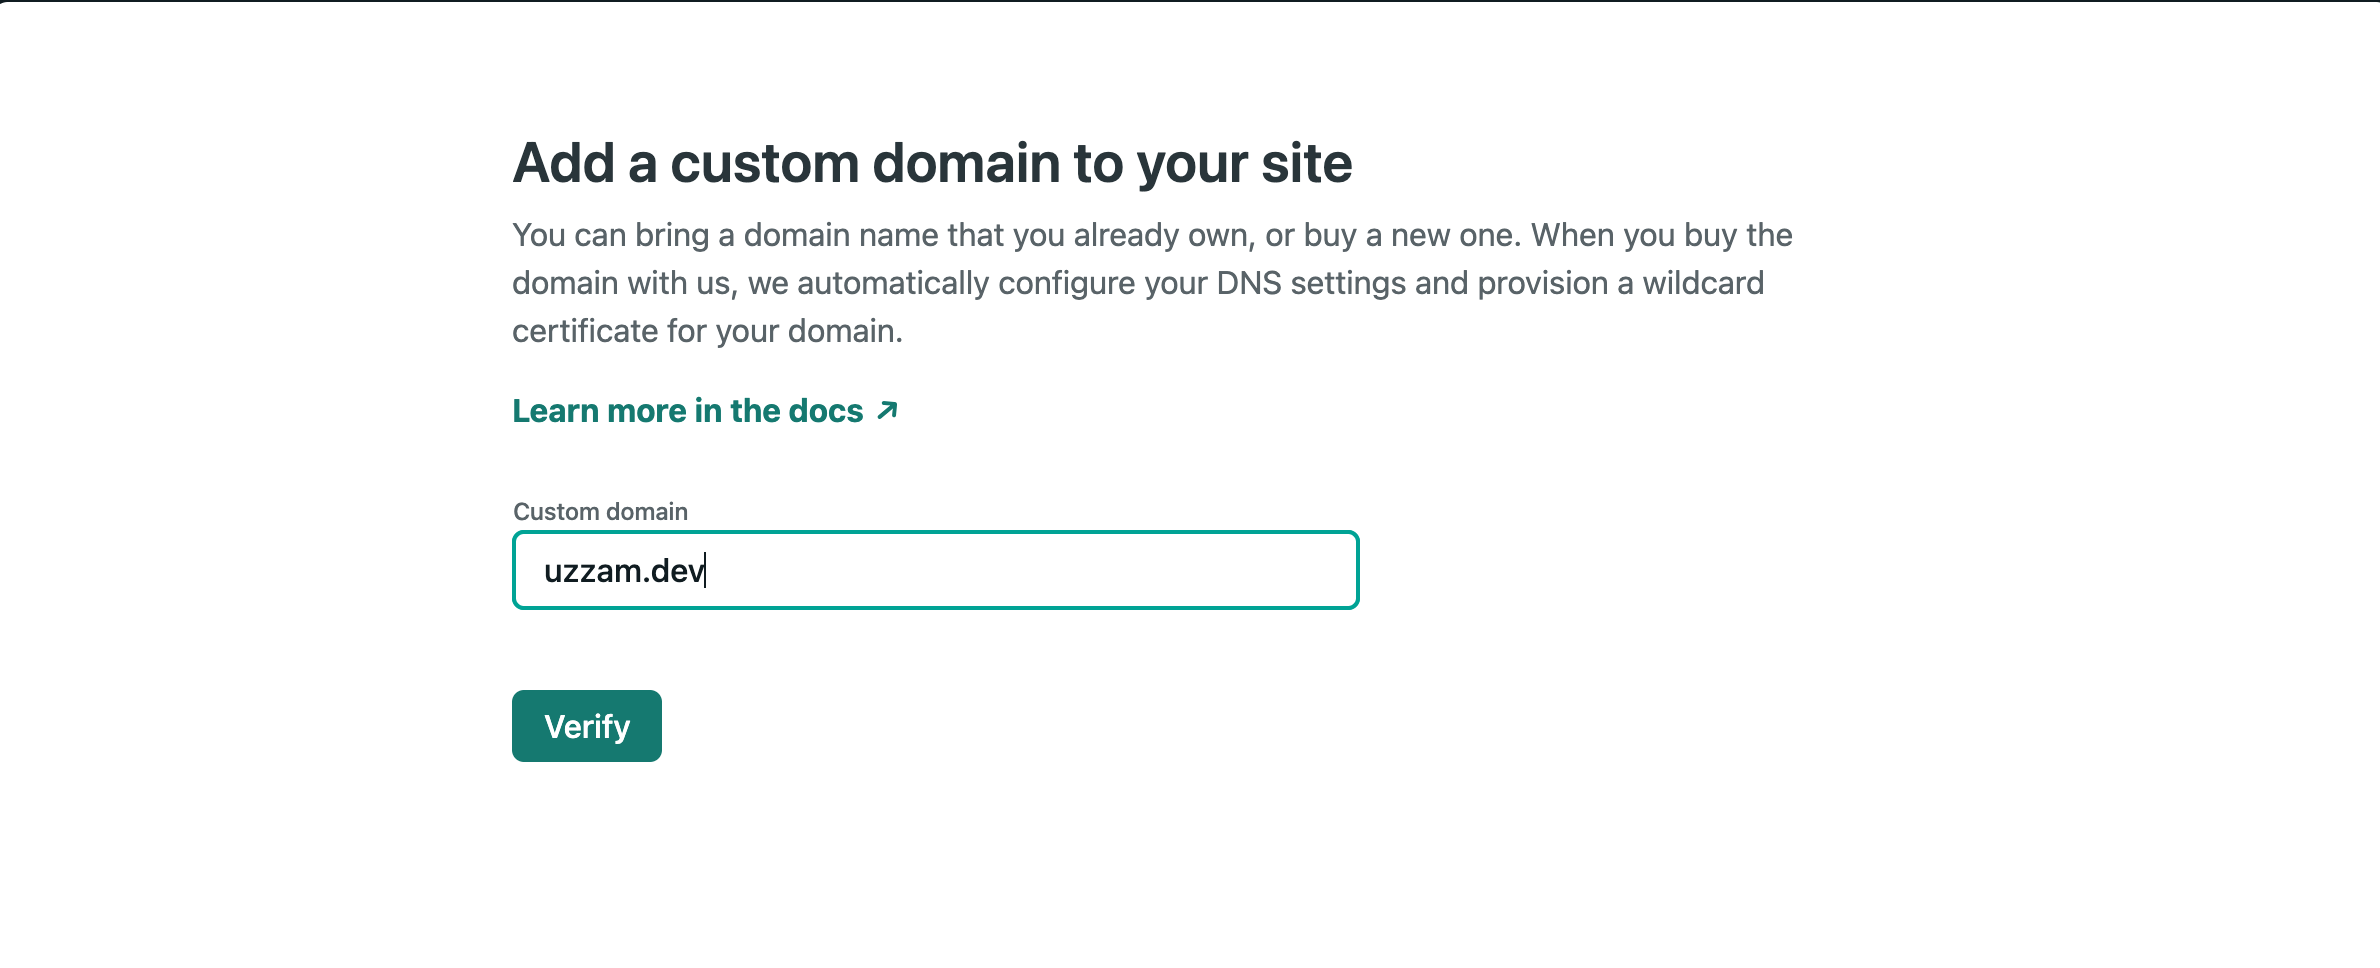 Add a custom domain to your site
You can bring a domain name that you already own, or buy a new one. When you buy the
domain with us, we automatically configure your DNS settings and provision a wildcard
certificate for your domain.
Learn more in the docs ↗
Custom domain
uzzam.dev
Verify